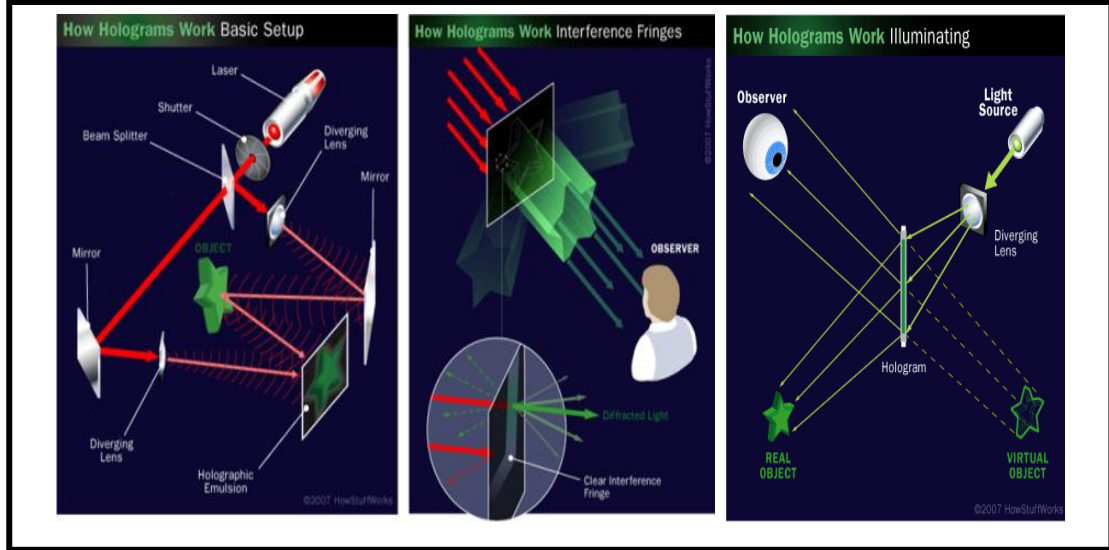 How Holograms Work Basic Setup
Laser
Shutter
Beam Splitter
Diverging
Lens
Mirror
OBJECT
Mirror
Diverging
Lens
Holographic
Emulsion
©2007 HowStuffWorks
How Holograms Work Interference Fringes
©2007 HowStuffWorks
OBSERVER
Diffracted Light
Clear Interference
Fringe
How Holograms Work Illuminating
Observer
Light
Source
Diverging
Lens
Hologram
REAL
OBJECT
VIRTUAL
OBJECT
©2007 HowStuffWorks